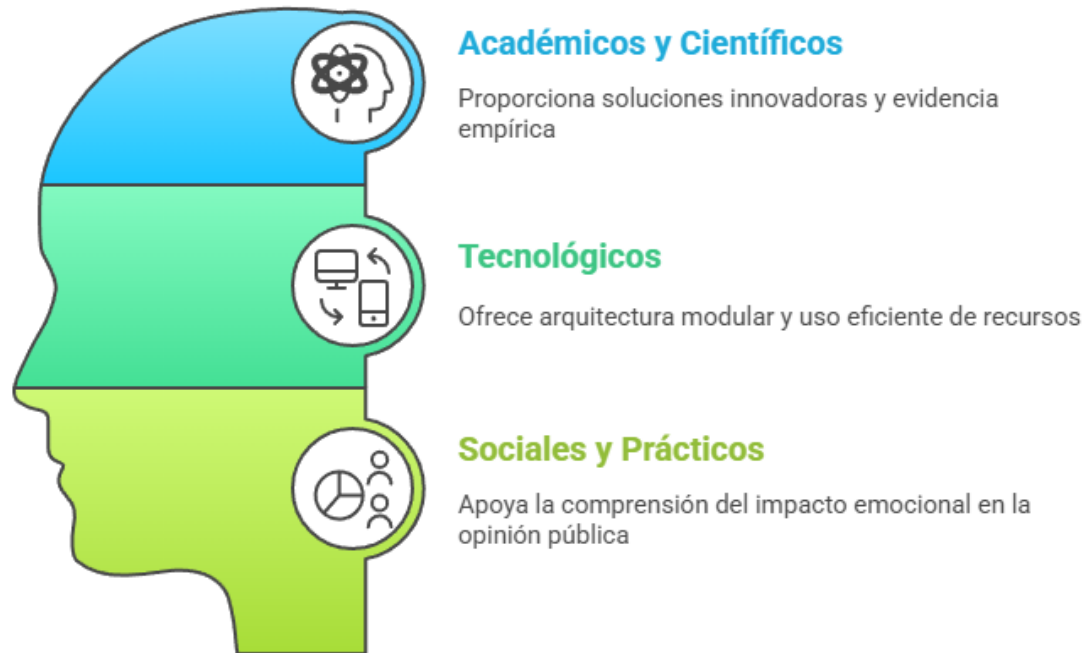 Académicos y Científicos
Proporciona soluciones innovadoras y evidencia
empírica
Tecnológicos
Ofrece arquitectura modular y uso eficiente de recursos
Sociales y Prácticos
Apoya la comprensión del impacto emocional en la
opinión pública